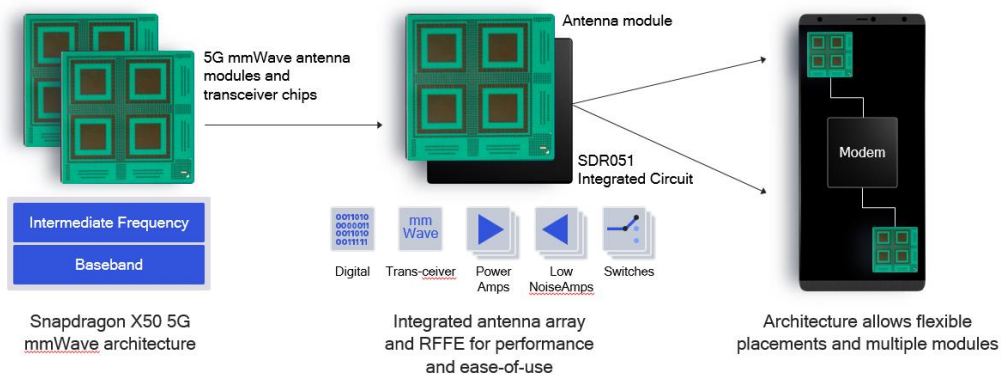 5G mmWave antenna
modules and
transceiver chips
Antenna module
SDR051
Integrated Circuit
Modem
Intermediate Frequency
Baseband
0011010
0000011
0011010
0011111
mm
Wave
Digital
Trans-ceiver
Power
Amps
Low
NoiseAmps
Switches
Snapdragon X50 5G
mmWave architecture
Integrated antenna array
and RFFE for performance
and ease-of-use
Architecture allows flexible
placements and multiple modules